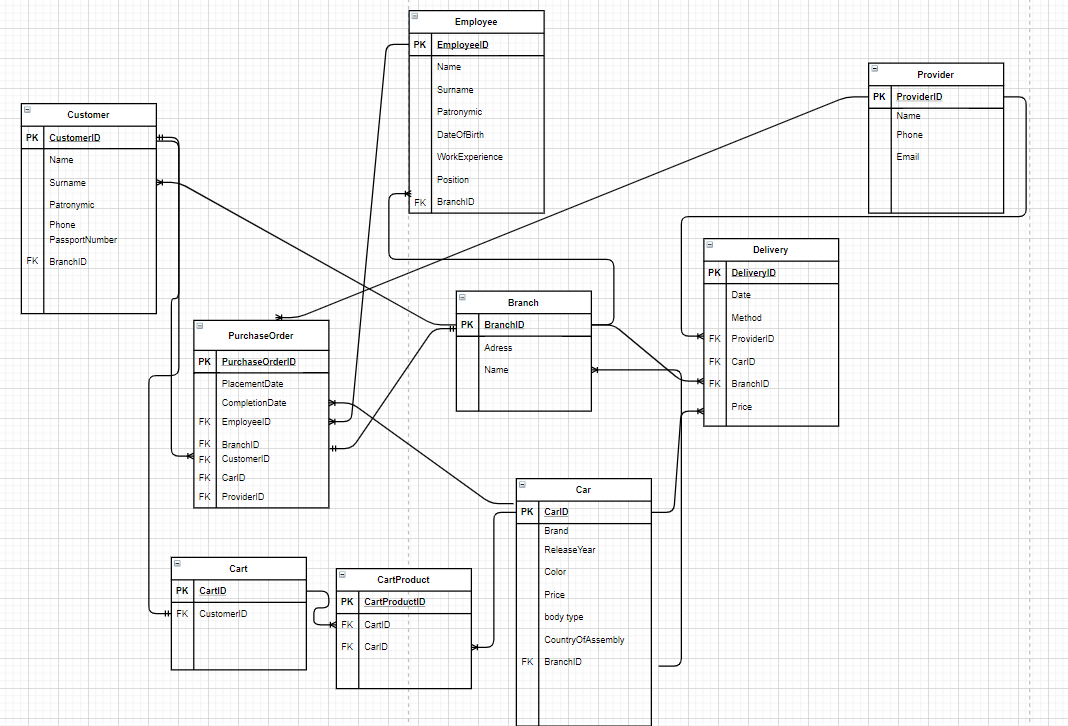 Employee
PK EmployeeID
Name
Surname
Patronymic
DateOfBirth
WorkExperience
Position
FK BranchID
Provider
PK ProviderID
Name
Phone
Email
Customer
PK CustomerID
Name
Surname
Patronymic
Phone
PassportNumber
FK BranchID
Delivery
PK DeliveryID
Date
Method
FK ProviderID
FK CarID
FK BranchID
Price
Branch
PK BranchID
Adress
Name
PurchaseOrder
PK PurchaseOrderID
PlacementDate
CompletionDate
FK EmployeeID
FK BranchID
FK CustomerID
FK CarID
FK ProviderID
Car
PK CarID
Brand
ReleaseYear
Color
Price
body type
CountryOfAssembly
FK BranchID
Cart
PK CartID
FK CustomerID
CartProduct
PK CartProductID
FK CartID
FK CarID